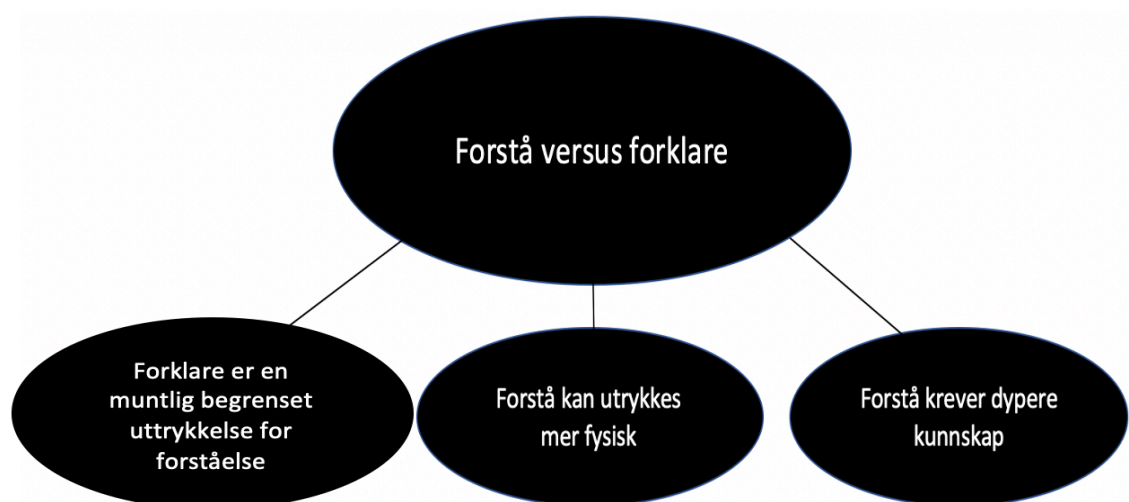 Forstå versus forklare
Forklare er en
muntlig begrenset
uttrykkelse for
forståelse
Forstå kan utrykkes
mer fysisk
Forstå krever dypere
kunnskap